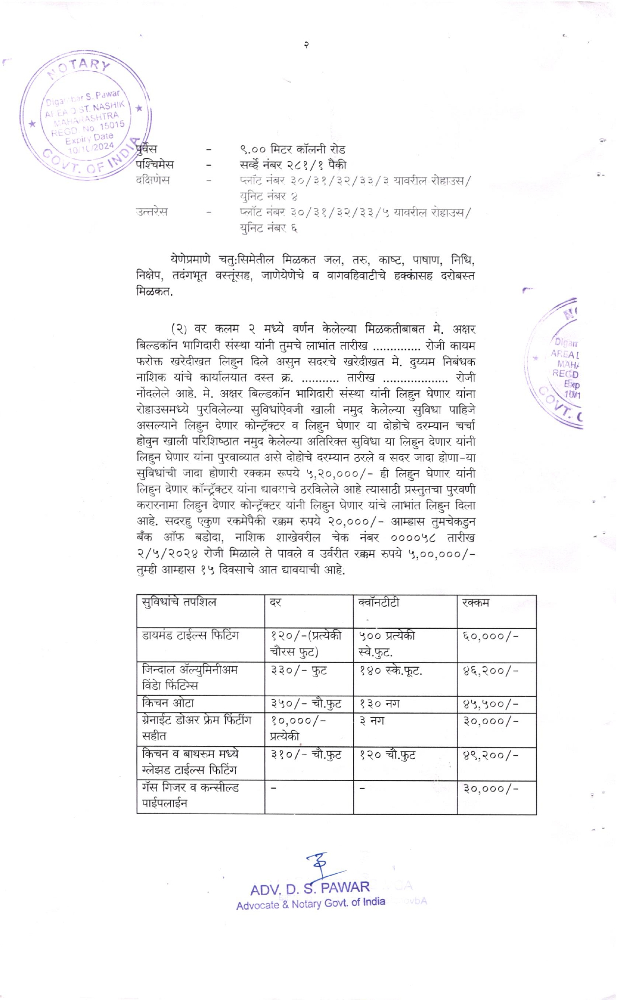 २
NOTARY
Digambar S. Pawar
AREA DIST. NASHIK
MAHARASHTRA
REGD. No. 15015
Expiry Date
10/10/2024
GOVT. OF INDIA
पुर्वेस - ९.०० मिटर कॉलनी रोड
पश्चिमेस - सर्व्हे नंबर २८१/१ पैकी
दक्षिणेस - प्लॉट नंबर ३०/३१/३२/३३/३ यावरील रोहाउस/
युनिट नंबर ४
उत्तरेस - प्लॉट नंबर ३०/३१/३२/३३/५ यावरील रोहाउस/
युनिट नंबर ६
येणेप्रमाणे चतु:सिमेतील मिळकत जल, तरु, काष्ट, पाषाण, निधि,
निक्षेप, तदंगभूत वस्तूंसह, जाणेयेणेचे व वागवहिवाटीचे हक्कांसह दरोबस्त
मिळकत.
(२) वर कलम २ मध्ये वर्णन केलेल्या मिळकतीबाबत मे. अक्षर
बिल्डकॉन भागिदारी संस्था यांनी तुमचे लाभांत तारीख .............. रोजी कायम
फरोक्त खरेदीखत लिहुन दिले असुन सदरचे खरेदीखत मे. दुय्यम निबंधक
नाशिक यांचे कार्यालयात दस्त क्र. ........... तारीख ................... रोजी
नोंदलेले आहे. मे. अक्षर बिल्डकॉन भागिदारी संस्था यांनी लिहुन घेणार यांना
रोहाउसमध्ये पुरविलेल्या सुविधांऐवजी खाली नमुद केलेल्या सुविधा पाहिजे
असल्याने लिहुन देणार कोन्ट्रॅक्टर व लिहुन घेणार या दोहोचे दरम्यान चर्चा
होवुन खाली परिशिष्ठात नमुद केलेल्या अतिरिक्त सुविधा या लिहुन देणार यांनी
लिहुन घेणार यांना पुरवाव्यात असे दोहोचे दरम्यान ठरले व सदर जादा होणा-या
सुविधांची जादा होणारी रक्कम रूपये ५,२०,०००/- ही लिहुन घेणार यांनी
लिहुन देणार कॉन्ट्रॅक्टर यांना द्यावयाचे ठरविलेले आहे त्यासाठी प्रस्तुतचा पुरवणी
करारनामा लिहुन देणार कोन्ट्रॅक्टर यांनी लिहुन घेणार यांचे लाभांत लिहुन दिला
आहे. सदरहु एकुण रकमेपैकी रक्कम रुपये २०,०००/- आम्हास तुमचेकडुन
बँक ऑफ बडोदा, नाशिक शाखेवरील चेक नंबर ००००५८ तारीख
२/५/२०२४ रोजी मिळाले ते पावले व उर्वरीत रक्कम रुपये ५,००,०००/-
तुम्ही आम्हास १५ दिवसाचे आत द्यावयाची आहे.
सुविधांचे तपशिल दर क्वॉनटीटी रक्कम
डायमंड टाईल्स फिटिंग १२०/-(प्रत्येकी ५०० प्रत्येकी ६०,०००/-
चौरस फुट) स्वे.फुट.
जिन्दाल ॲल्युमिनीअम ३३०/- फुट १४० स्के.फूट. ४६,२००/-
विंडो फिंटिंग्स
किचन ओटा ३५०/- चौ.फुट १३० नग ४५,५००/-
ग्रेनाईट डोअर फ्रेम फिंटींग १०,०००/- ३ नग ३०,०००/-
सहीत प्रत्येकी
किचन व बाथरुम मध्ये ३१०/- चौ.फुट १२० चौ.फुट ४९,२००/-
ग्लेझड टाईल्स फिटिंग
गॅस गिजर व कन्सील्ड - - ३०,०००/-
पाईपलाईन
ADV. D. S. PAWAR
Advocate & Notary Govt. of India